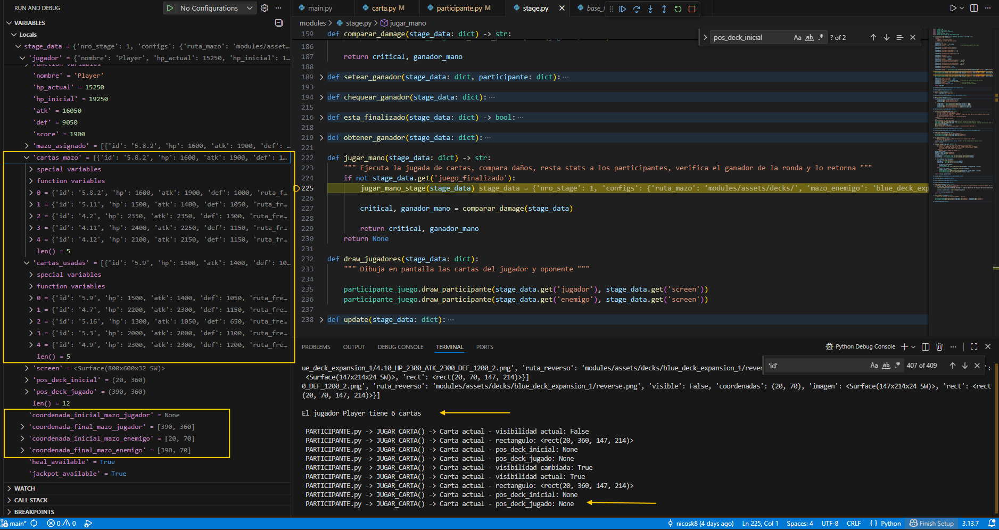 RUN AND DEBUG
No Configurations
VARIABLES
Locals
stage_data = {'nro_stage': 1, 'configs': {'ruta_mazo': 'modules/asset…
'jugador' = {'nombre': 'Player', 'hp_actual': 15250, 'hp_inicial': 1…
function variables
'nombre' = 'Player'
'hp_actual' = 15250
'hp_inicial' = 19250
'atk' = 16050
'def' = 9050
'score' = 1900
'mazo_asignado' = [{'id': '5.8.2', 'hp': 1600, 'atk': 1900, 'def': …
'cartas_mazo' = [{'id': '5.8.2', 'hp': 1600, 'atk': 1900, 'def': 1…
special variables
function variables
0 = {'id': '5.8.2', 'hp': 1600, 'atk': 1900, 'def': 1000, 'ruta_f…
1 = {'id': '5.11', 'hp': 1500, 'atk': 1400, 'def': 1050, 'ruta_fr…
2 = {'id': '4.2', 'hp': 2350, 'atk': 2350, 'def': 1300, 'ruta_fre…
3 = {'id': '4.11', 'hp': 2400, 'atk': 2250, 'def': 1150, 'ruta_fr…
4 = {'id': '4.12', 'hp': 2100, 'atk': 2150, 'def': 1150, 'ruta_fr…
len() = 5
'cartas_usadas' = [{'id': '5.9', 'hp': 1500, 'atk': 1400, 'def': 10…
special variables
function variables
0 = {'id': '5.9', 'hp': 1500, 'atk': 1400, 'def': 1050, 'ruta_fre…
1 = {'id': '4.7', 'hp': 2200, 'atk': 2300, 'def': 1150, 'ruta_fre…
2 = {'id': '5.16', 'hp': 1300, 'atk': 1050, 'def': 650, 'ruta_fre…
3 = {'id': '5.3', 'hp': 2000, 'atk': 2000, 'def': 1100, 'ruta_fre…
4 = {'id': '4.9', 'hp': 2300, 'atk': 2300, 'def': 1200, 'ruta_fre…
len() = 5
'screen' = <Surface(800x600x32 SW)>
'pos_deck_inicial' = (20, 360)
'pos_deck_jugado' = (390, 360)
len() = 12
'coordenada_inicial_mazo_jugador' = None
'coordenada_final_mazo_jugador' = [390, 360]
'coordenada_inicial_mazo_enemigo' = [20, 70]
'coordenada_final_mazo_enemigo' = [390, 70]
'heal_available' = True
'jackpot_available' = True
WATCH
CALL STACK
BREAKPOINTS
main.py
carta.py M
participante.py M
stage.py
base_
modules > stage.py > jugar_mano
159 def comparar_damage(stage_data: dict) -> str:
pos_deck_inicial
Aa ab .*
? of 2
186
187 return critical, ganador_mano
188
189 def setear_ganador(stage_data: dict, participante: dict):…
193
194 def chequear_ganador(stage_data: dict):…
215
216 def esta_finalizado(stage_data: dict) -> bool:…
218
219 def obtener_ganador(stage_data: dict):…
221
222 def jugar_mano(stage_data: dict) -> str:
223 """ Ejecuta la jugada de cartas, compara daños, resta stats a los participantes, verifica el ganador de la ronda y lo retorna """
224 if not stage_data.get('juego_finalizado'):
225 jugar_mano_stage(stage_data) stage_data = {'nro_stage': 1, 'configs': {'ruta_mazo': 'modules/assets/decks/', 'mazo_enemigo': 'blue_deck_exp
226
227 critical, ganador_mano = comparar_damage(stage_data)
228
229 return critical, ganador_mano
230 return None
231
232 def draw_jugadores(stage_data: dict):
233 """ Dibuja en pantalla las cartas del jugador y oponente """
234
235 participante_juego.draw_participante(stage_data.get('jugador'), stage_data.get('screen'))
236 participante_juego.draw_participante(stage_data.get('enemigo'), stage_data.get('screen'))
237
238 def update(stage_data: dict):…
PROBLEMS OUTPUT DEBUG CONSOLE TERMINAL PORTS
Python Debug Console
'id'
Aa ab .*
407 of 409
ue_deck_expansion_1/4.10_HP_2300_ATK_2300_DEF_1200_2.png', 'ruta_reverso': 'modules/assets/decks/blue_deck_expansion_1/rever
<Surface(147x214x24 SW)>, 'rect': <rect(20, 70, 147, 214)>}]
0_DEF_1200_2.png', 'ruta_reverso': 'modules/assets/decks/blue_deck_expansion_1/reverse.png', 'visible': False, 'coordenadas': (20, 70), 'imagen': <Surface(147x214x24 SW)>, 'rect': <rect
(20, 70, 147, 214)>}]
El jugador Player tiene 6 cartas
PARTICIPANTE.py -> JUGAR_CARTA() -> Carta actual - visibilidad actual: False
PARTICIPANTE.py -> JUGAR_CARTA() -> Carta actual - rectangulo: <rect(20, 360, 147, 214)>
PARTICIPANTE.py -> JUGAR_CARTA() -> Carta actual - pos_deck_inicial: None
PARTICIPANTE.py -> JUGAR_CARTA() -> Carta actual - pos_deck_jugado: None
PARTICIPANTE.py -> JUGAR_CARTA() -> Carta actual - visibilidad cambiada: True
PARTICIPANTE.py -> JUGAR_CARTA() -> Carta actual - visibilidad actual: True
PARTICIPANTE.py -> JUGAR_CARTA() -> Carta actual - rectangulo: <rect(20, 360, 147, 214)>
PARTICIPANTE.py -> JUGAR_CARTA() -> Carta actual - pos_deck_inicial: None
PARTICIPANTE.py -> JUGAR_CARTA() -> Carta actual - pos_deck_jugado: None
main* 0 0
nicosk8 (4 days ago) Ln 225, Col 1 Spaces: 4 UTF-8 CRLF { } Python Finish Setup 3.13.7